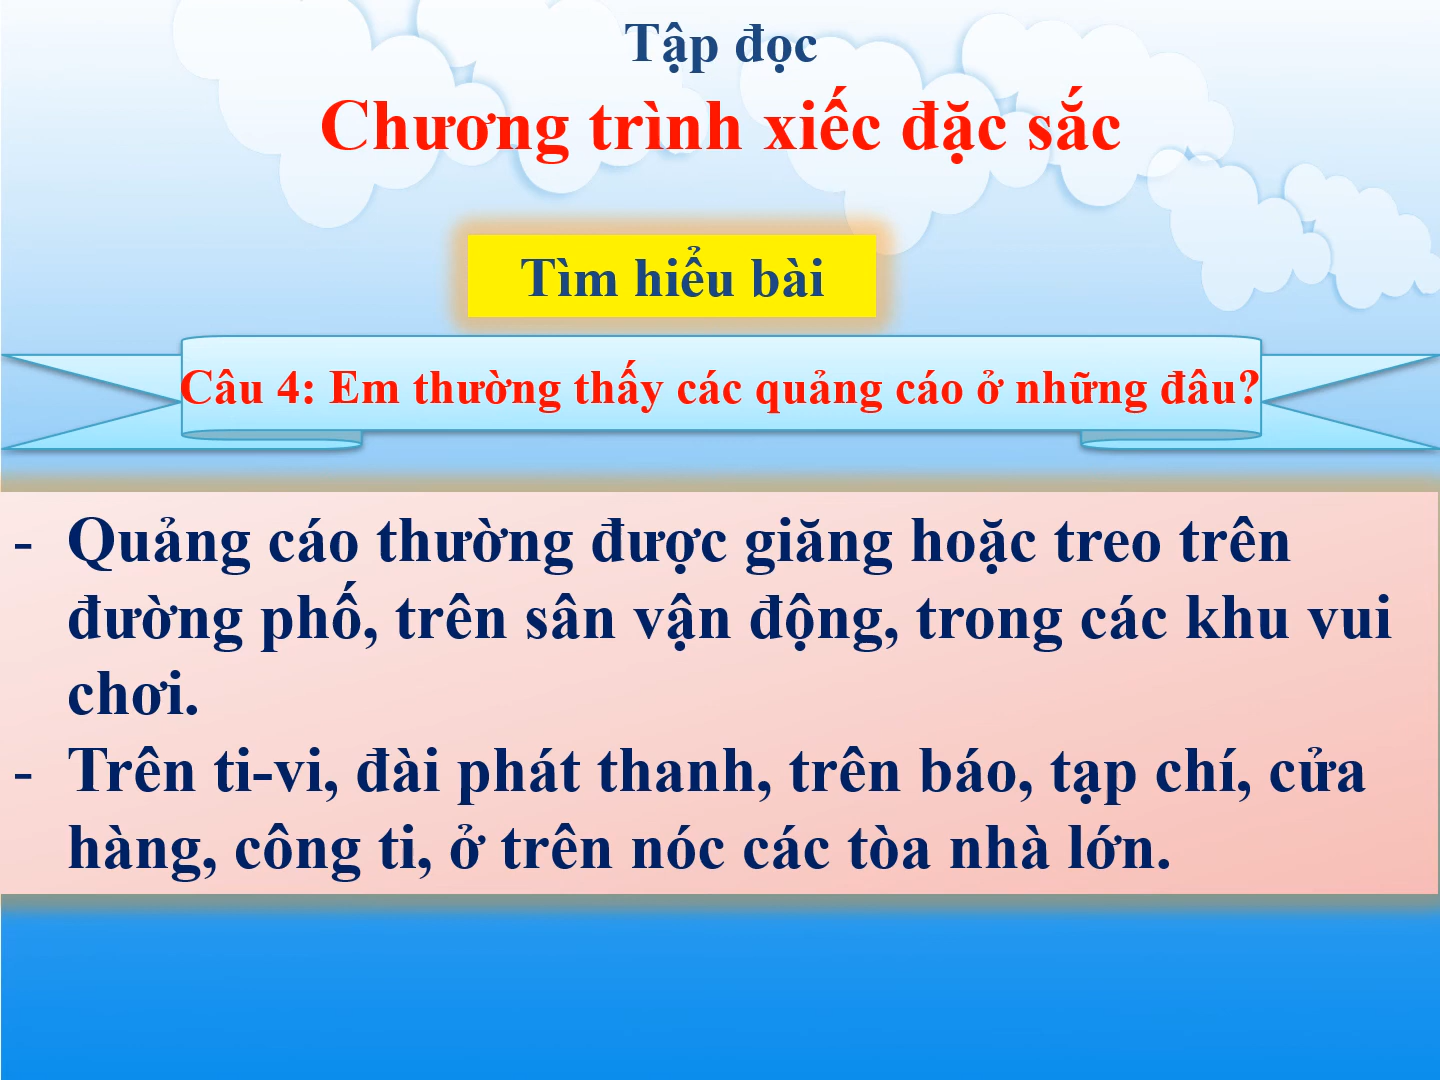 Tập đọc
Chương trình xiếc đặc sắc
Tìm hiểu bài
Câu 4: Em thường thấy các quảng cáo ở những đâu?
- Quảng cáo thường được giăng hoặc treo trên
đường phố, trên sân vận động, trong các khu vui
chơi.
- Trên ti-vi, đài phát thanh, trên báo, tạp chí, cửa
hàng, công ti, ở trên nóc các tòa nhà lớn.